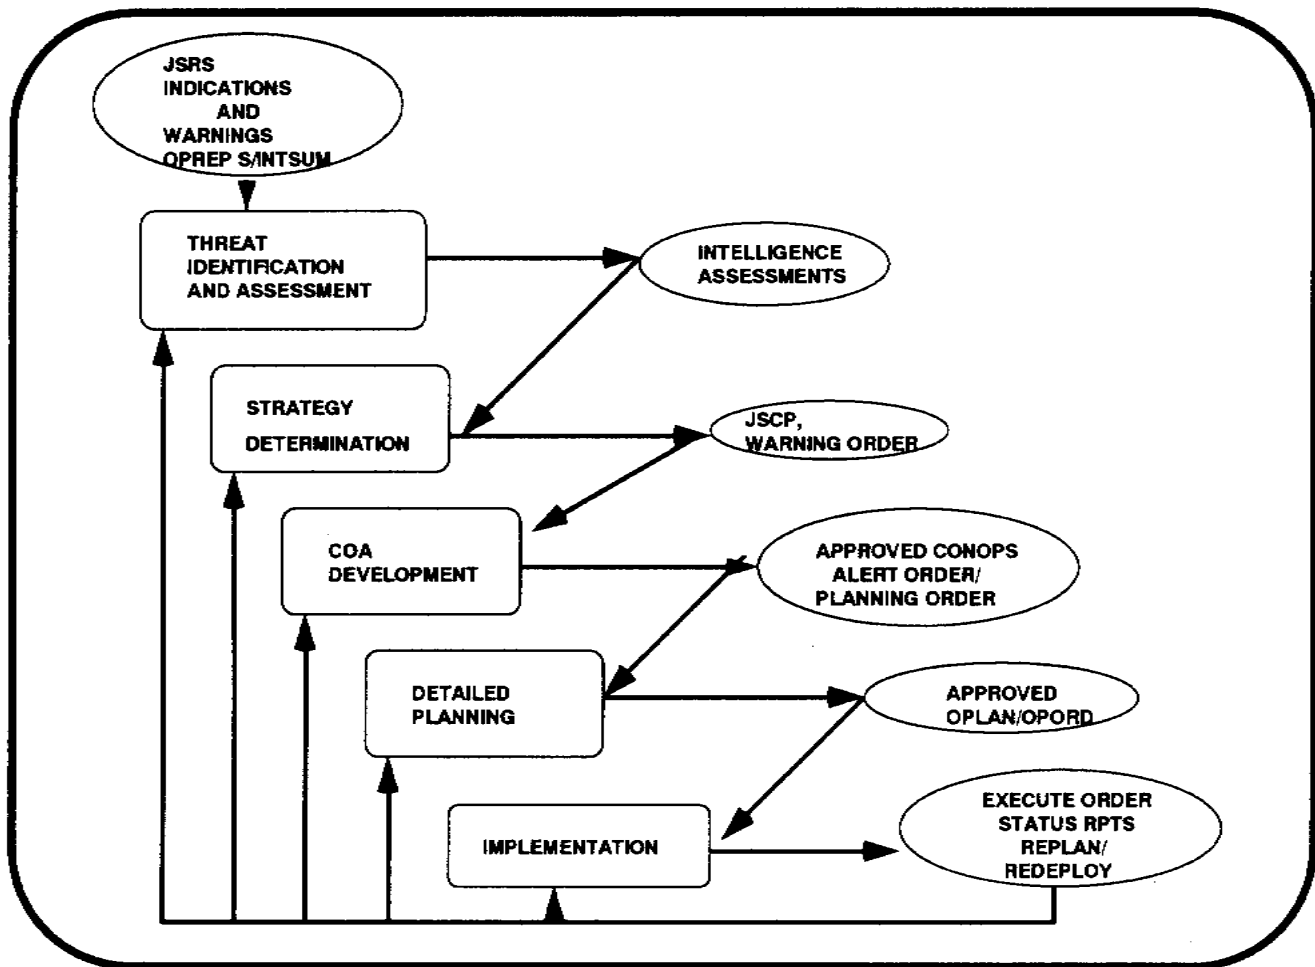 JSRS
INDICATIONS
AND
WARNINGS
OPREP S/INTSUM
THREAT
IDENTIFICATION
AND ASSESSMENT
INTELLIGENCE
ASSESSMENTS
STRATEGY
DETERMINATION
JSCP,
WARNING ORDER
COA
DEVELOPMENT
APPROVED CONOPS
ALERT ORDER/
PLANNING ORDER
DETAILED
PLANNING
APPROVED
OPLAN/OPORD
IMPLEMENTATION
EXECUTE ORDER
STATUS RPTS
REPLAN/
REDEPLOY